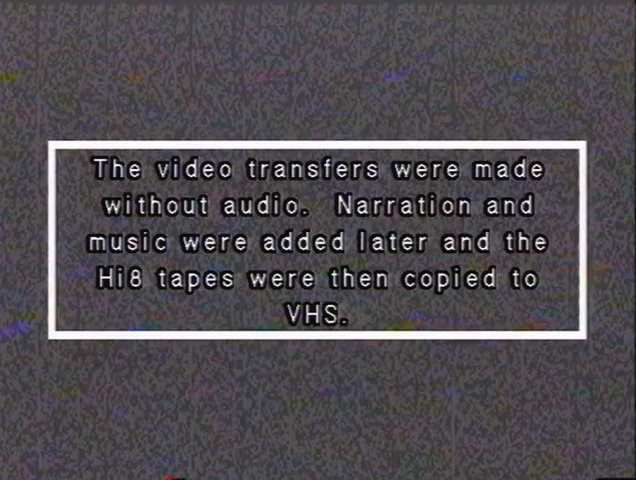 The video transfers were made
without audio.  Narration and
music were added later and the
Hi8 tapes were then copied to
VHS.